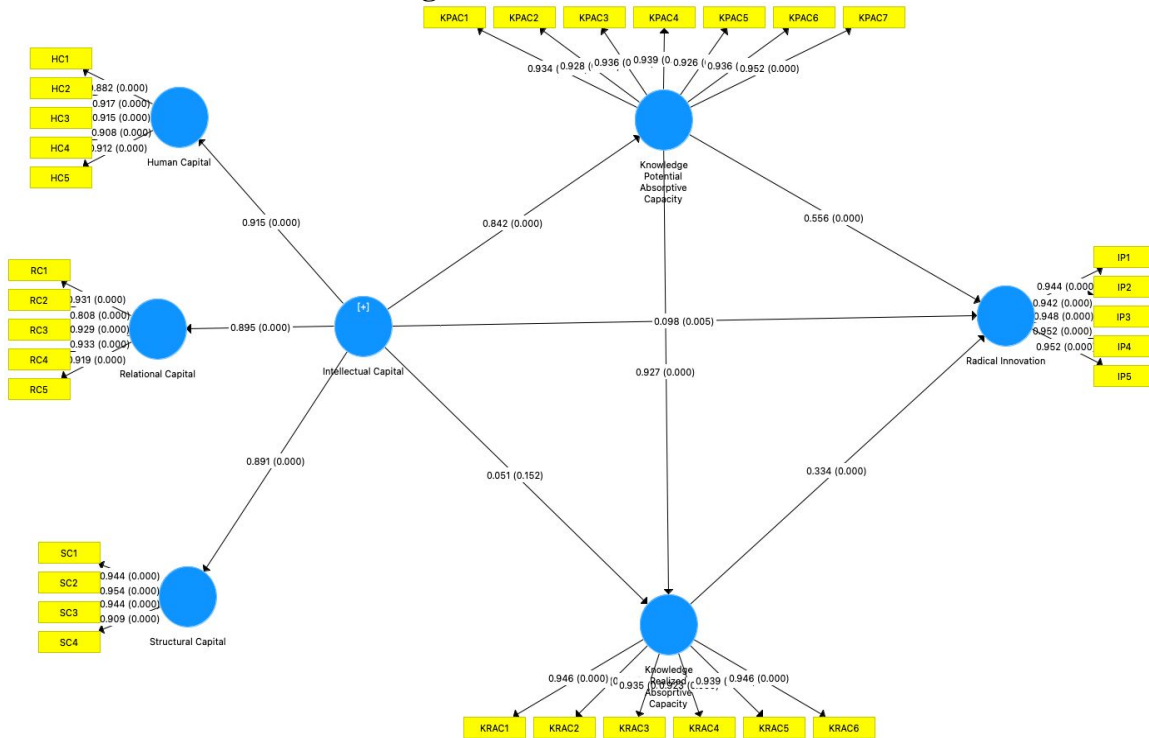 KPAC1
KPAC2
KPAC3
KPAC4
KPAC5
KPAC6
KPAC7
0.934 (
0.928 (
0.936 (
0.939 (
0.926 (
0.936 (
0.952 (0.000)
HC1
HC2
HC3
HC4
HC5
0.882 (0.000)
0.917 (0.000)
0.915 (0.000)
0.908 (0.000)
0.912 (0.000)
Human Capital
Knowledge
Potential
Absorptive
Capacity
0.915 (0.000)
0.842 (0.000)
0.556 (0.000)
RC1
RC2
RC3
RC4
RC5
0.931 (0.000)
0.808 (0.000)
0.929 (0.000)
0.933 (0.000)
0.919 (0.000)
Relational Capital
0.895 (0.000)
[+]
Intellectual Capital
0.098 (0.005)
0.927 (0.000)
IP1
IP2
IP3
IP4
IP5
0.944 (0.000
0.942 (0.000)
0.948 (0.000)
0.952 (0.000)
0.952 (0.000
Radical Innovation
0.891 (0.000)
0.051 (0.152)
0.334 (0.000)
SC1
SC2
SC3
SC4
0.944 (0.000)
0.954 (0.000)
0.944 (0.000)
0.909 (0.000)
Structural Capital
Knowledge
Realized
Absoprtive
Capacity
0.946 (0.000)
0.935 (
0.923 (
0.939 (
0.946 (0.000)
KRAC1
KRAC2
KRAC3
KRAC4
KRAC5
KRAC6